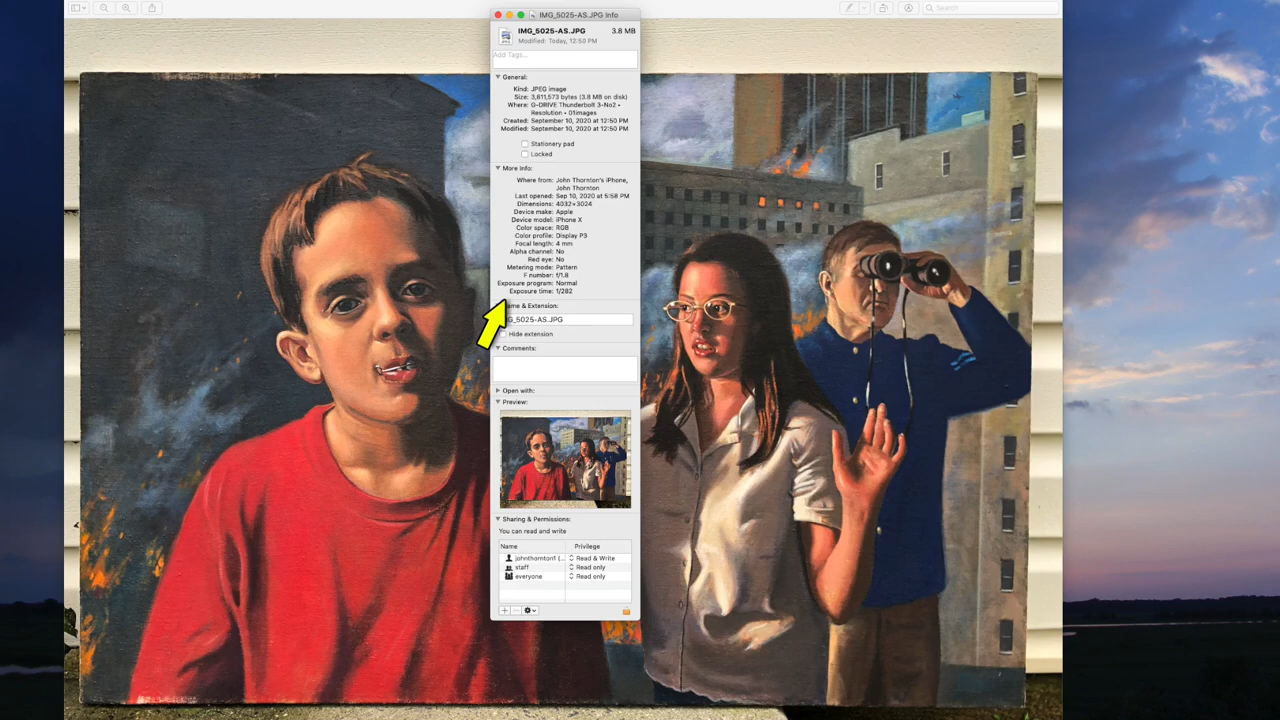 Search
IMG_5025-AS.JPG Info
IMG_5025-AS.JPG 3.8 MB
Modified: Today, 12:50 PM
Add Tags...
General:
Kind: JPEG image
Size: 3,811,573 bytes (3.8 MB on disk)
Where: G-DRIVE Thunderbolt 3-No2 •
Resolution • 01images
Created: September 10, 2020 at 12:50 PM
Modified: September 10, 2020 at 12:50 PM
Stationery pad
Locked
More Info:
Where from: John Thornton's iPhone,
John Thornton
Last opened: Sep 10, 2020 at 5:58 PM
Dimensions: 4032×3024
Device make: Apple
Device model: iPhone X
Color space: RGB
Color profile: Display P3
Focal length: 4 mm
Alpha channel: No
Red eye: No
Metering mode: Pattern
F number: f/1.8
Exposure program: Normal
Exposure time: 1/282
ame & Extension:
G_5025-AS.JPG
Hide extension
Comments:
Open with:
Preview:
Sharing & Permissions:
You can read and write
Name Privilege
johnthornton1 (... Read & Write
staff Read only
everyone Read only